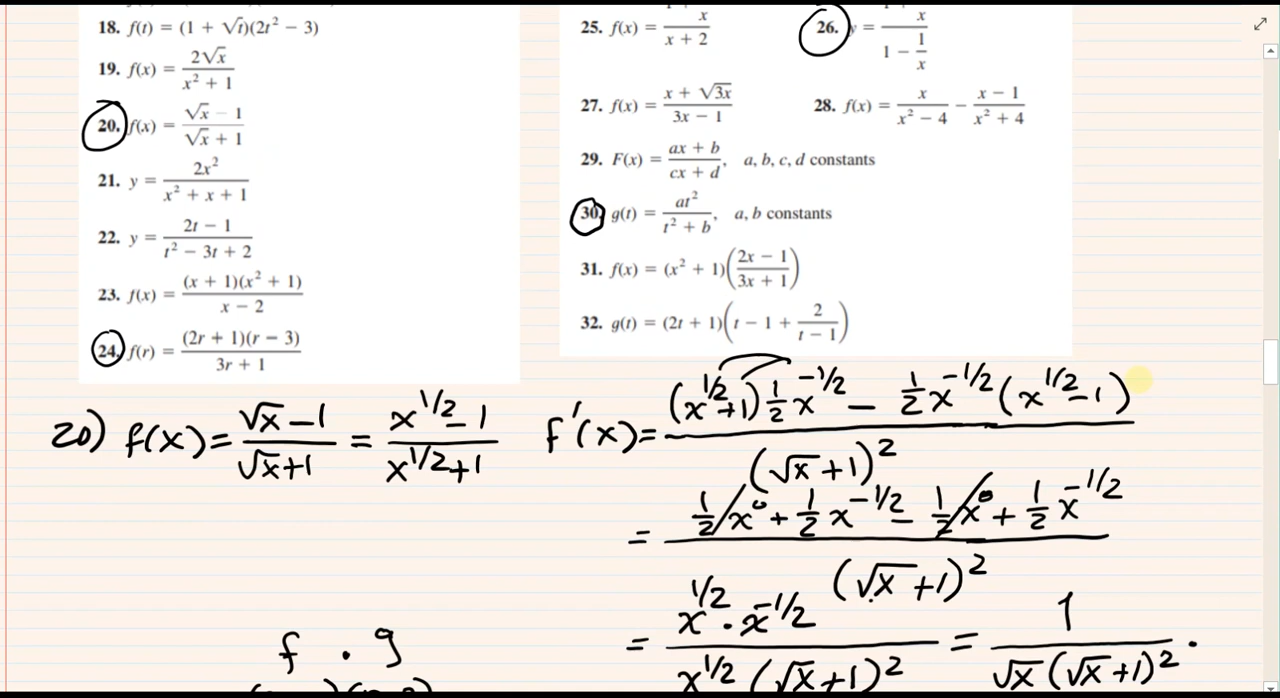 18. f(t) = (1 + √t)(2t² − 3)
19. f(x) = 2√x / (x² + 1)
20. f(x) = (√x − 1) / (√x + 1)
21. y = 2x² / (x² + x + 1)
22. y = (2t − 1) / (t² − 3t + 2)
23. f(x) = (x + 1)(x² + 1) / (x − 2)
24. f(r) = (2r + 1)(r − 3) / (3r + 1)
25. f(x) = x / (x + 2)
26. y = x / (1 − 1/x)
27. f(x) = (x + √3x) / (3x − 1)
28. f(x) = x / (x² − 4) − (x − 1) / (x² + 4)
29. F(x) = (ax + b) / (cx + d), a, b, c, d constants
30. g(t) = at² / (t² + b), a, b constants
31. f(x) = (x² + 1)((2x − 1) / (3x + 1))
32. g(t) = (2t + 1)(t − 1 + 2 / (t − 1))
20) f(x) = (√x − 1) / (√x + 1) = (x^1/2 − 1) / (x^1/2 + 1)
f'(x) = ((x^1/2 + 1) 1/2 x^−1/2 − 1/2 x^−1/2 (x^1/2 − 1)) / (√x + 1)²
= (1/2 x⁰ + 1/2 x^−1/2 − 1/2 x⁰ + 1/2 x^−1/2) / (√x + 1)²
= x^1/2 · x^−1/2 / (x^1/2 (√x + 1)²) = 1 / (√x (√x + 1)²) .
f · g